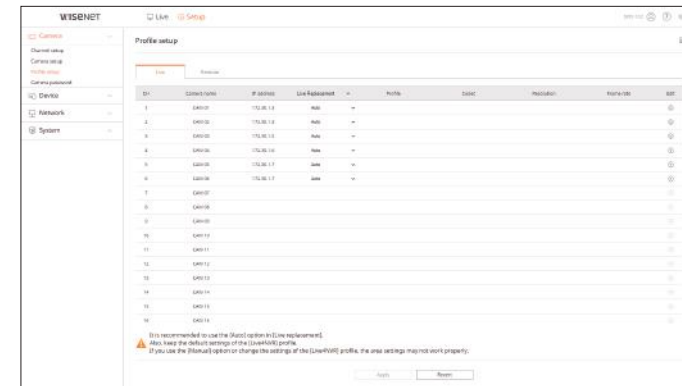 WISENET
Live
Setup
Camera
Channel setup
Camera setup
Profile setup
Camera password
Device
Network
System
Profile setup
Live
CH Camera name IP address Live Replacement Profile Codec Resolution Frame rate Edit
1 CAM 01 Auto
2 CAM 02 Auto
3 CAM 03 Auto
4 CAM 04 Auto
5 CAM 05 Auto
6 CAM 06 Auto
7 CAM 07
8 CAM 08
9 CAM 09
10 CAM 10
11 CAM 11
12 CAM 12
13 CAM 13
14 CAM 14
15 CAM 15
16 CAM 16
It is recommended to use the [Auto] option in [Live replacement].
Also, keep the default settings of the [Live4NVR] profile.
If you use the [Manual] option or change the settings of the [Live4NVR] profile, the area settings may not work properly.
Apply Revert